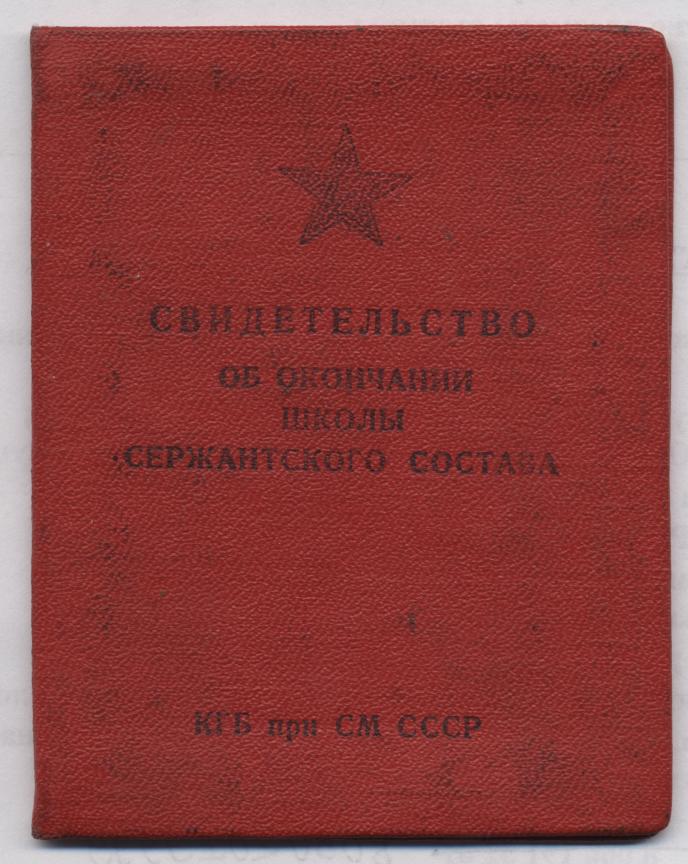 СВИДЕТЕЛЬСТВО
ОБ ОКОНЧАНИИ
ШКОЛЫ
СЕРЖАНТСКОГО СОСТАВА
КГБ при СМ СССР